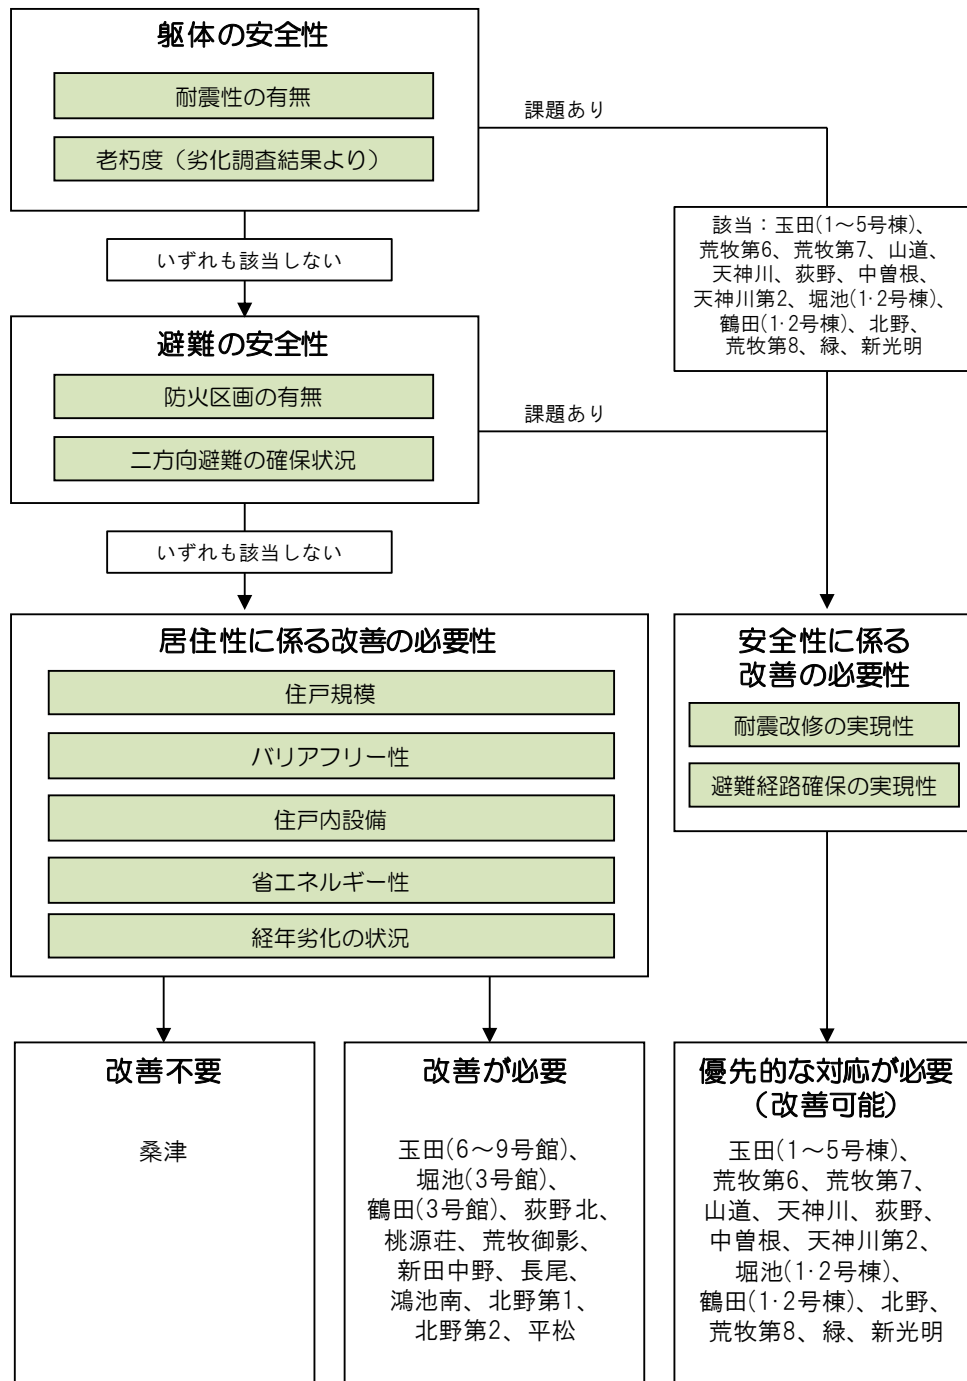 躯体の安全性
耐震性の有無
老朽度（劣化調査結果より）
課題あり
該当：玉田(1～5号棟)、
荒牧第6、荒牧第7、山道、
天神川、荻野、中曽根、
天神川第2、堀池(1･2号棟)、
鶴田(1･2号棟)、北野、
荒牧第8、緑、新光明
いずれも該当しない
避難の安全性
防火区画の有無
二方向避難の確保状況
課題あり
いずれも該当しない
居住性に係る改善の必要性
住戸規模
バリアフリー性
住戸内設備
省エネルギー性
経年劣化の状況
安全性に係る
改善の必要性
耐震改修の実現性
避難経路確保の実現性
改善不要
桑津
改善が必要
玉田(6～9号館)、
堀池(3号館)、
鶴田(3号館)、荻野北、
桃源荘、荒牧御影、
新田中野、長尾、
鴻池南、北野第1、
北野第2、平松
優先的な対応が必要
（改善可能）
玉田(1～5号棟)、
荒牧第6、荒牧第7、
山道、天神川、荻野、
中曽根、天神川第2、
堀池(1･2号棟)、
鶴田(1･2号棟)、北野、
荒牧第8、緑、新光明